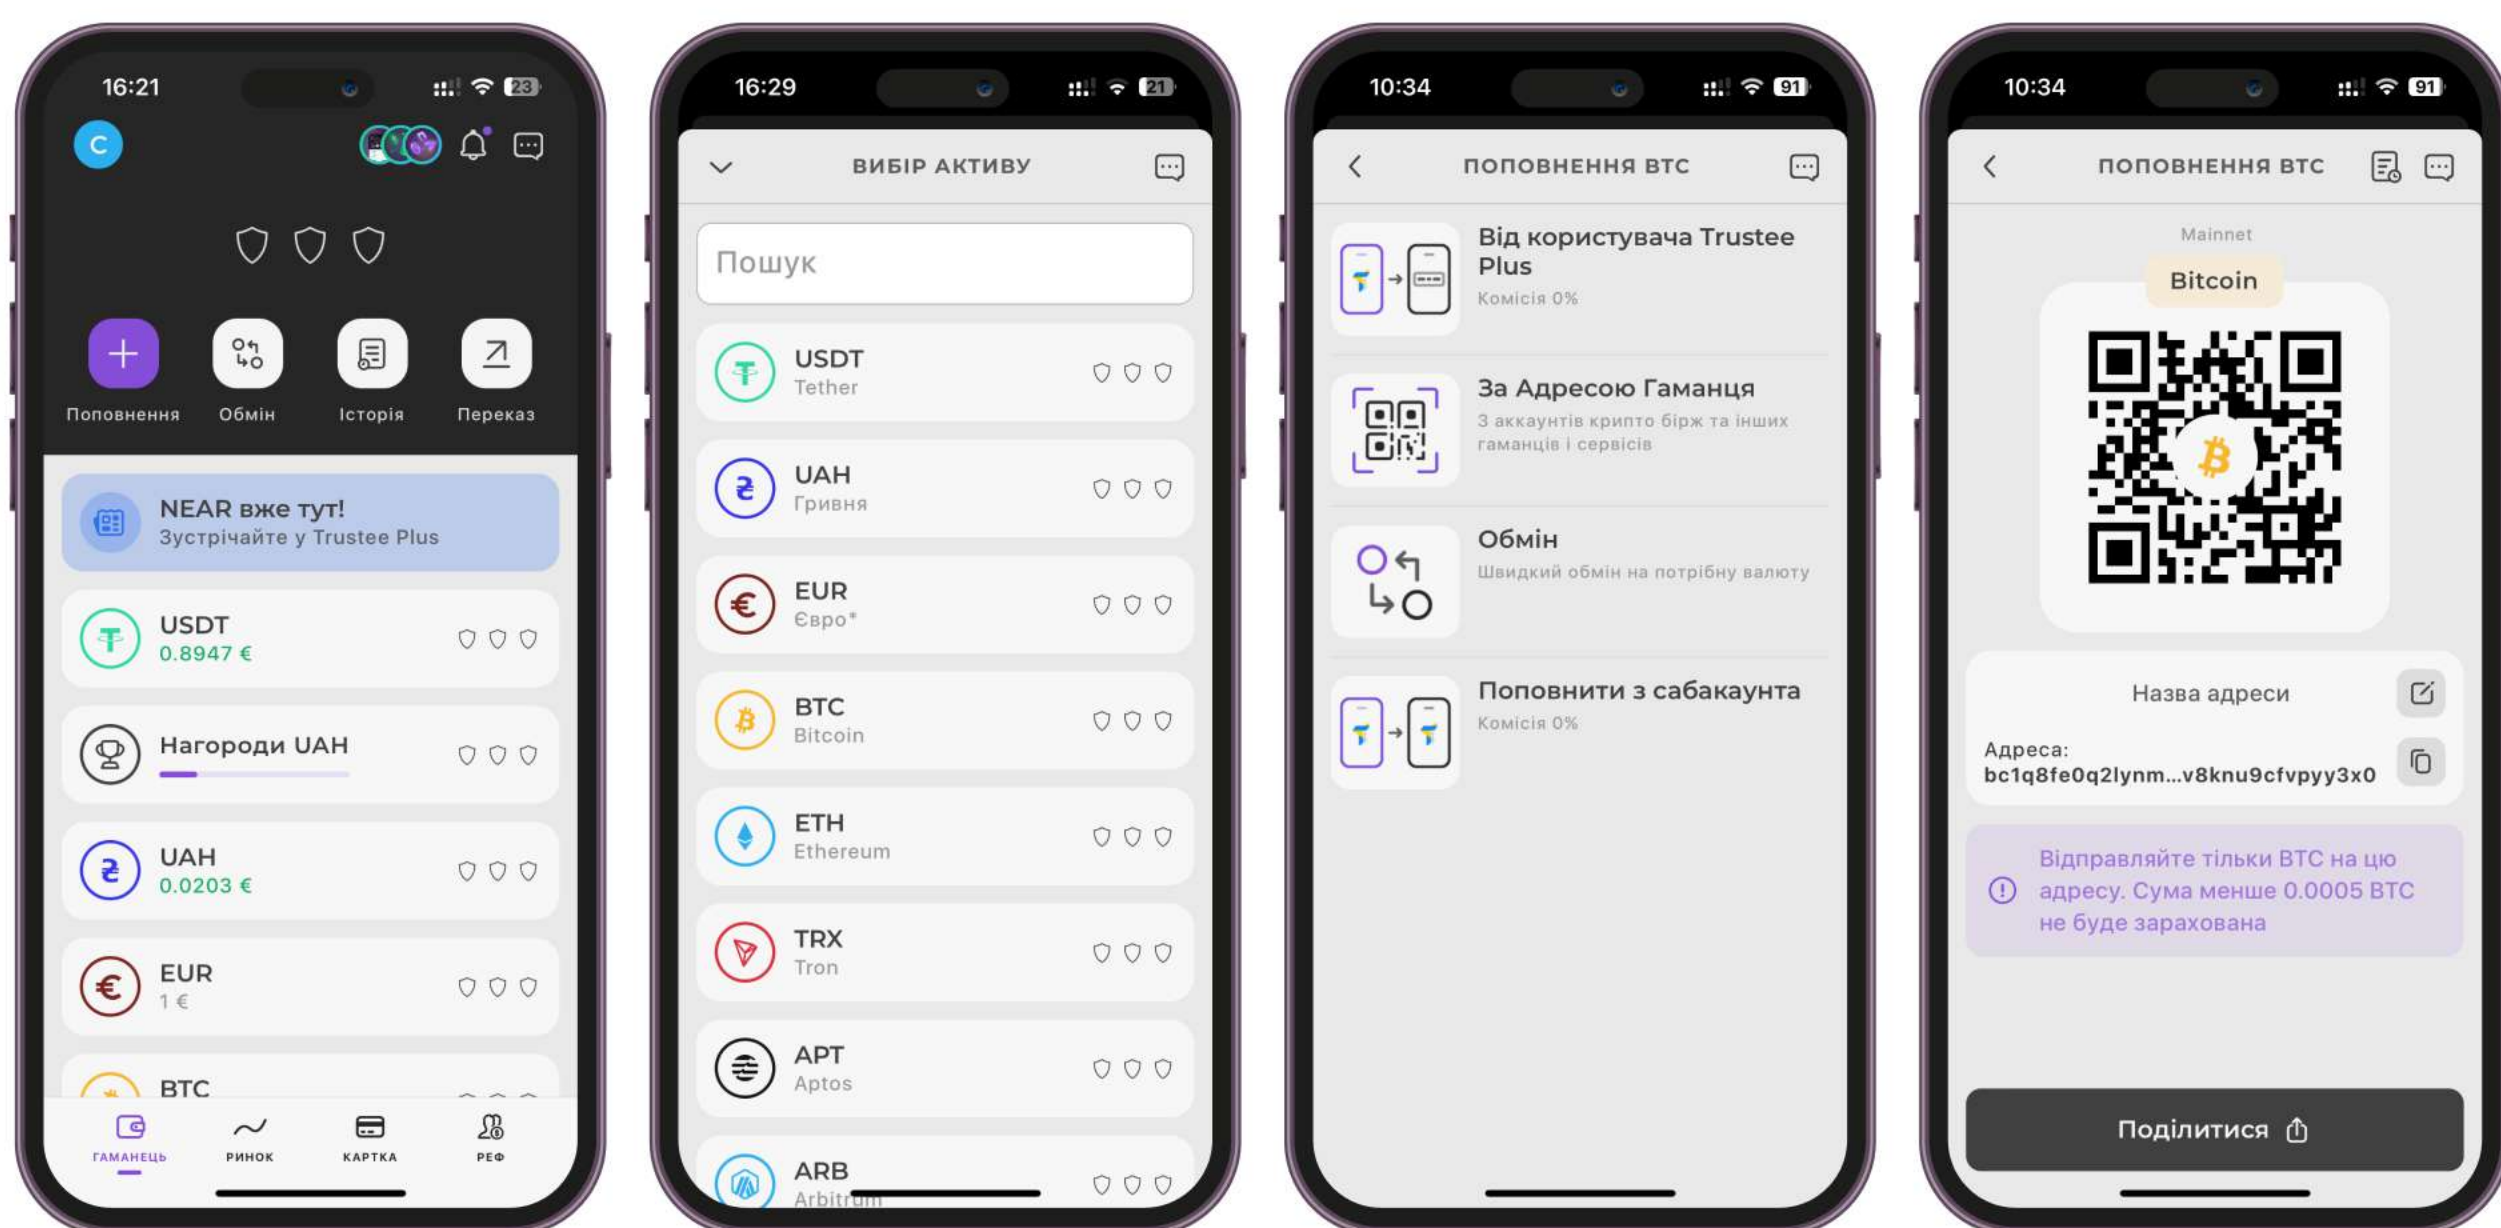 16:21
23
C
Поповнення
Обмін
Історія
Переказ
NEAR вже тут!
Зустрічайте у Trustee Plus
USDT
0.8947 €
Нагороди UAH
UAH
0.0203 €
EUR
1 €
BTC
ГАМАНЕЦЬ
РИНОК
КАРТКА
РЕФ
16:29
21
ВИБІР АКТИВУ
Пошук
USDT
Tether
UAH
Гривня
EUR
Євро*
BTC
Bitcoin
ETH
Ethereum
TRX
Tron
APT
Aptos
ARB
Arbitrum
10:34
91
ПОПОВНЕННЯ BTC
Від користувача Trustee
Plus
Комісія 0%
За Адресою Гаманця
З аккаунтів крипто бірж та інших
гаманців і сервісів
Обмін
Швидкий обмін на потрібну валюту
Поповнити з сабакаунта
Комісія 0%
10:34
91
ПОПОВНЕННЯ BTC
Mainnet
Bitcoin
Назва адреси
Адреса:
bc1q8fe0q2lynm...v8knu9cfvpyy3x0
Відправляйте тільки BTC на цю
адресу. Сума менше 0.0005 BTC
не буде зарахована
Поділитися